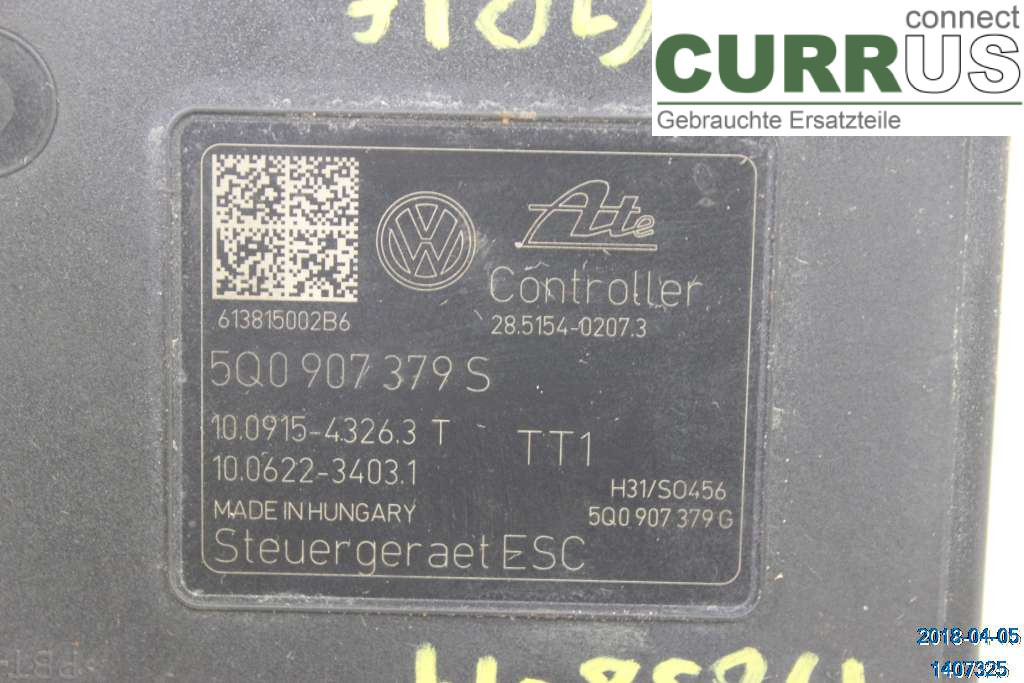 connect
CURRUS
Gebrauchte Ersatzteile
VW
Ate
Controller
613815002B6
28.5154-0207.3
5Q0 907 379 S
10.0915-4326.3 T
TT1
10.0622-3403.1
H31/S0456
MADE IN HUNGARY
5Q0 907 379 G
Steuergeraet ESC
2018-04-05
1407325